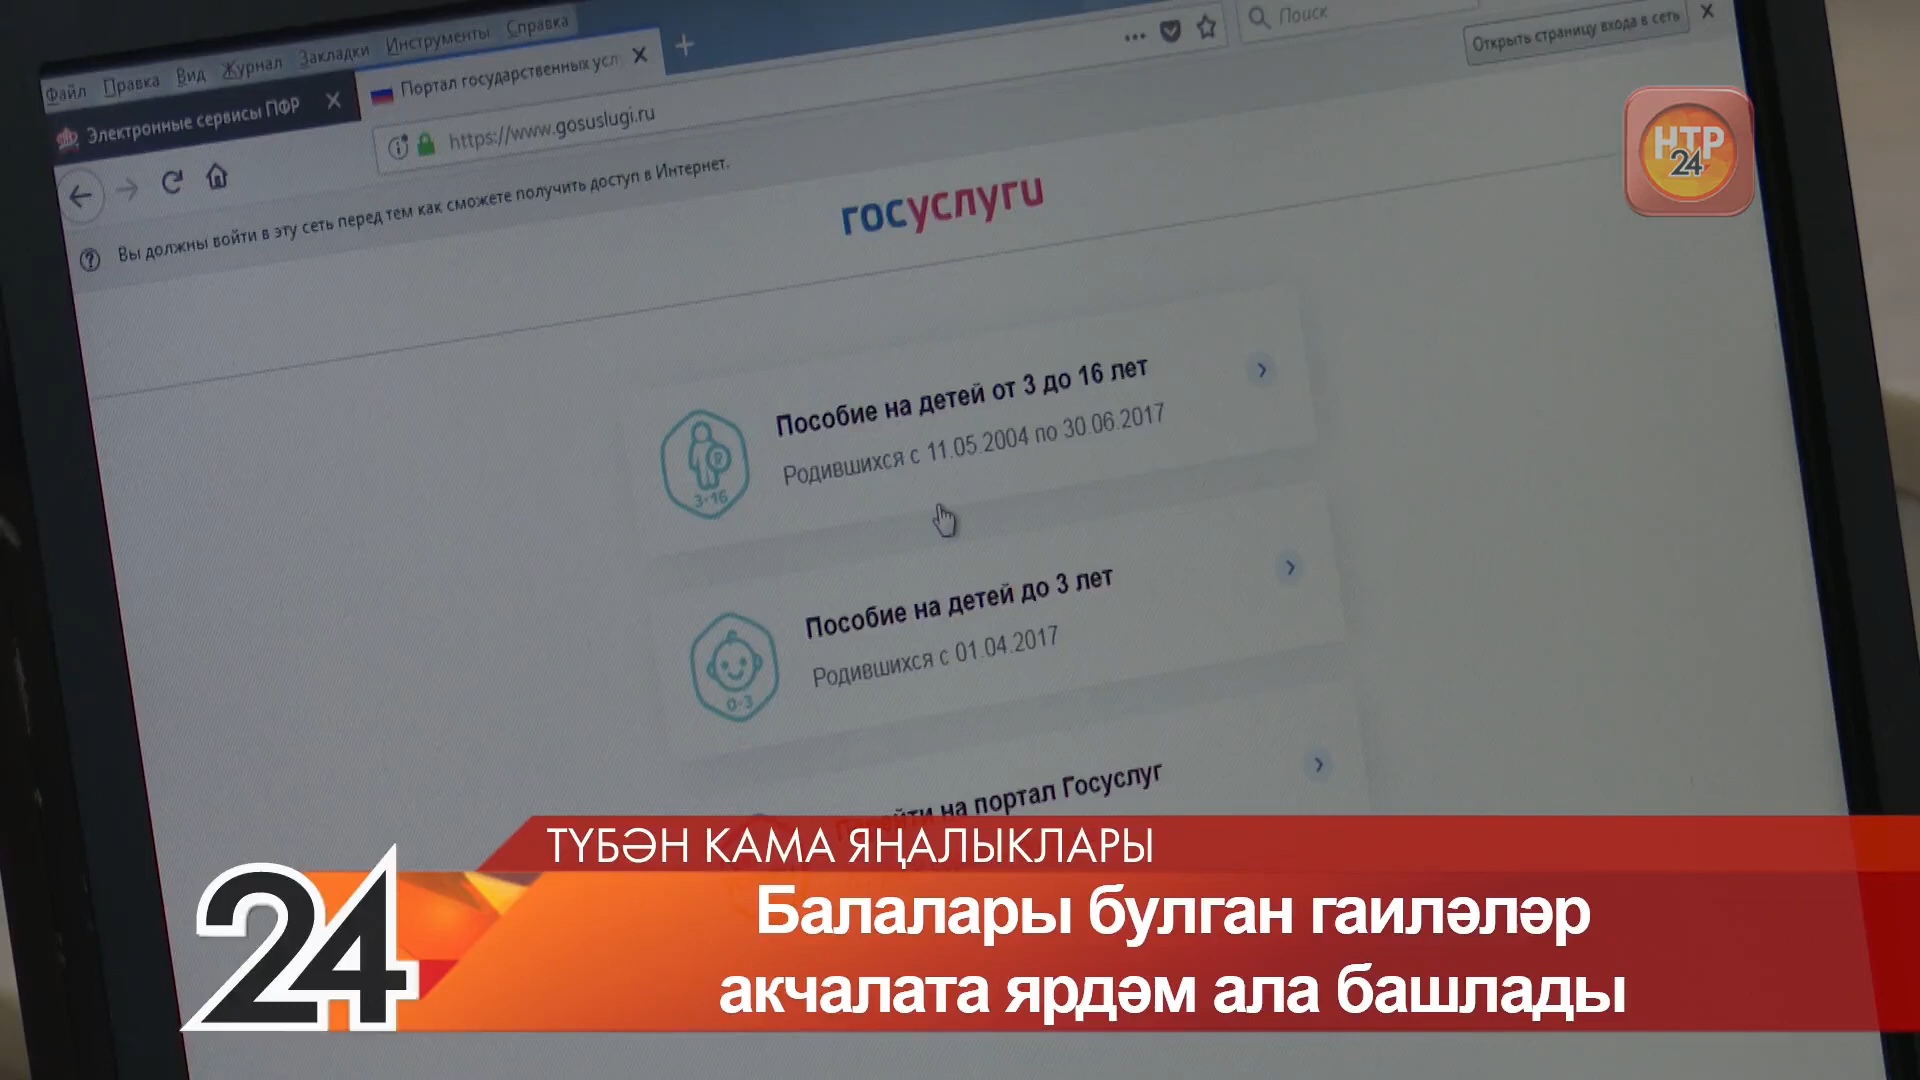 Файл Правка Вид Журнал Закладки Инструменты Справка
Электронные сервисы ПФР
Портал государственных усл
https://www.gosuslugi.ru
Поиск
Вы должны войти в эту сеть перед тем как сможете получить доступ в Интернет.
Открыть страницу входа в сеть
НТР
24
госуслуги
Пособие на детей от 3 до 16 лет
Родившихся с 11.05.2004 по 30.06.2017
3-16
Пособие на детей до 3 лет
Родившихся с 01.04.2017
0-3
Перейти на портал Госуслуг
ТҮБӘН КАМА ЯҢАЛЫКЛАРЫ
24
Балалары булган гаиләләр
акчалата ярдәм ала башлады